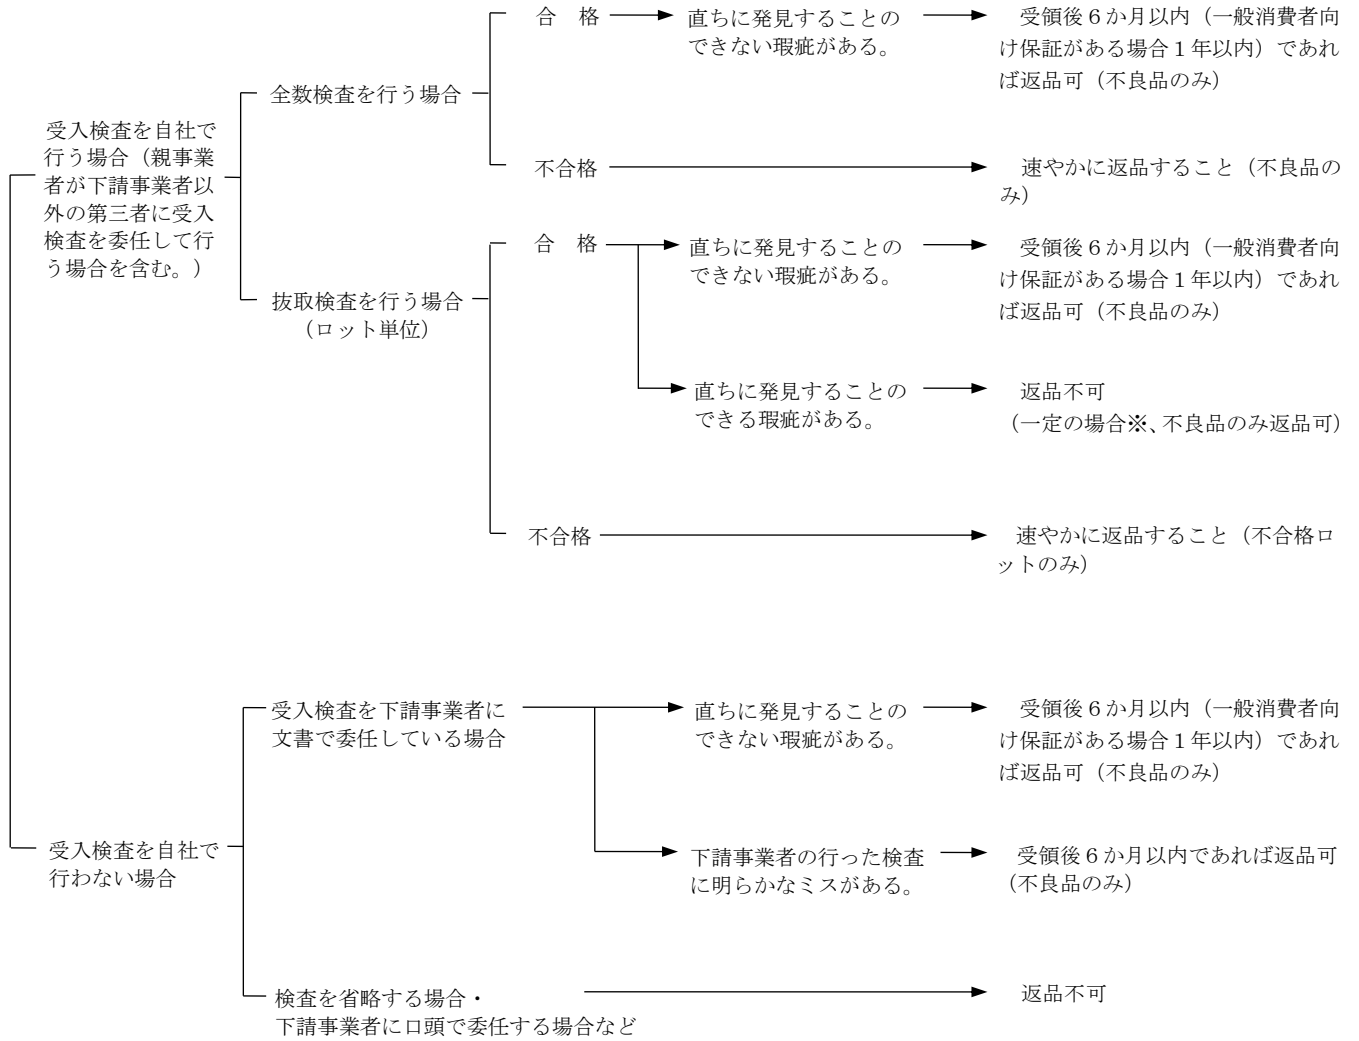 受入検査を自社で
行う場合（親事業
者が下請事業者以
外の第三者に受入
検査を委任して行
う場合を含む。）
全数検査を行う場合
合　格
直ちに発見することの
できない瑕疵がある。
受領後６か月以内（一般消費者向
け保証がある場合１年以内）であれ
ば返品可（不良品のみ）
不合格
速やかに返品すること（不良品の
み）
抜取検査を行う場合
（ロット単位）
合　格
直ちに発見することの
できない瑕疵がある。
受領後６か月以内（一般消費者向
け保証がある場合１年以内）であれ
ば返品可（不良品のみ）
直ちに発見することの
できる瑕疵がある。
返品不可
（一定の場合※、不良品のみ返品可）
不合格
速やかに返品すること（不合格ロ
ットのみ）
受入検査を自社で
行わない場合
受入検査を下請事業者に
文書で委任している場合
直ちに発見することの
できない瑕疵がある。
受領後６か月以内（一般消費者向
け保証がある場合１年以内）であれ
ば返品可（不良品のみ）
下請事業者の行った検査
に明らかなミスがある。
受領後６か月以内であれば返品可
（不良品のみ）
検査を省略する場合・
下請事業者に口頭で委任する場合など
返品不可